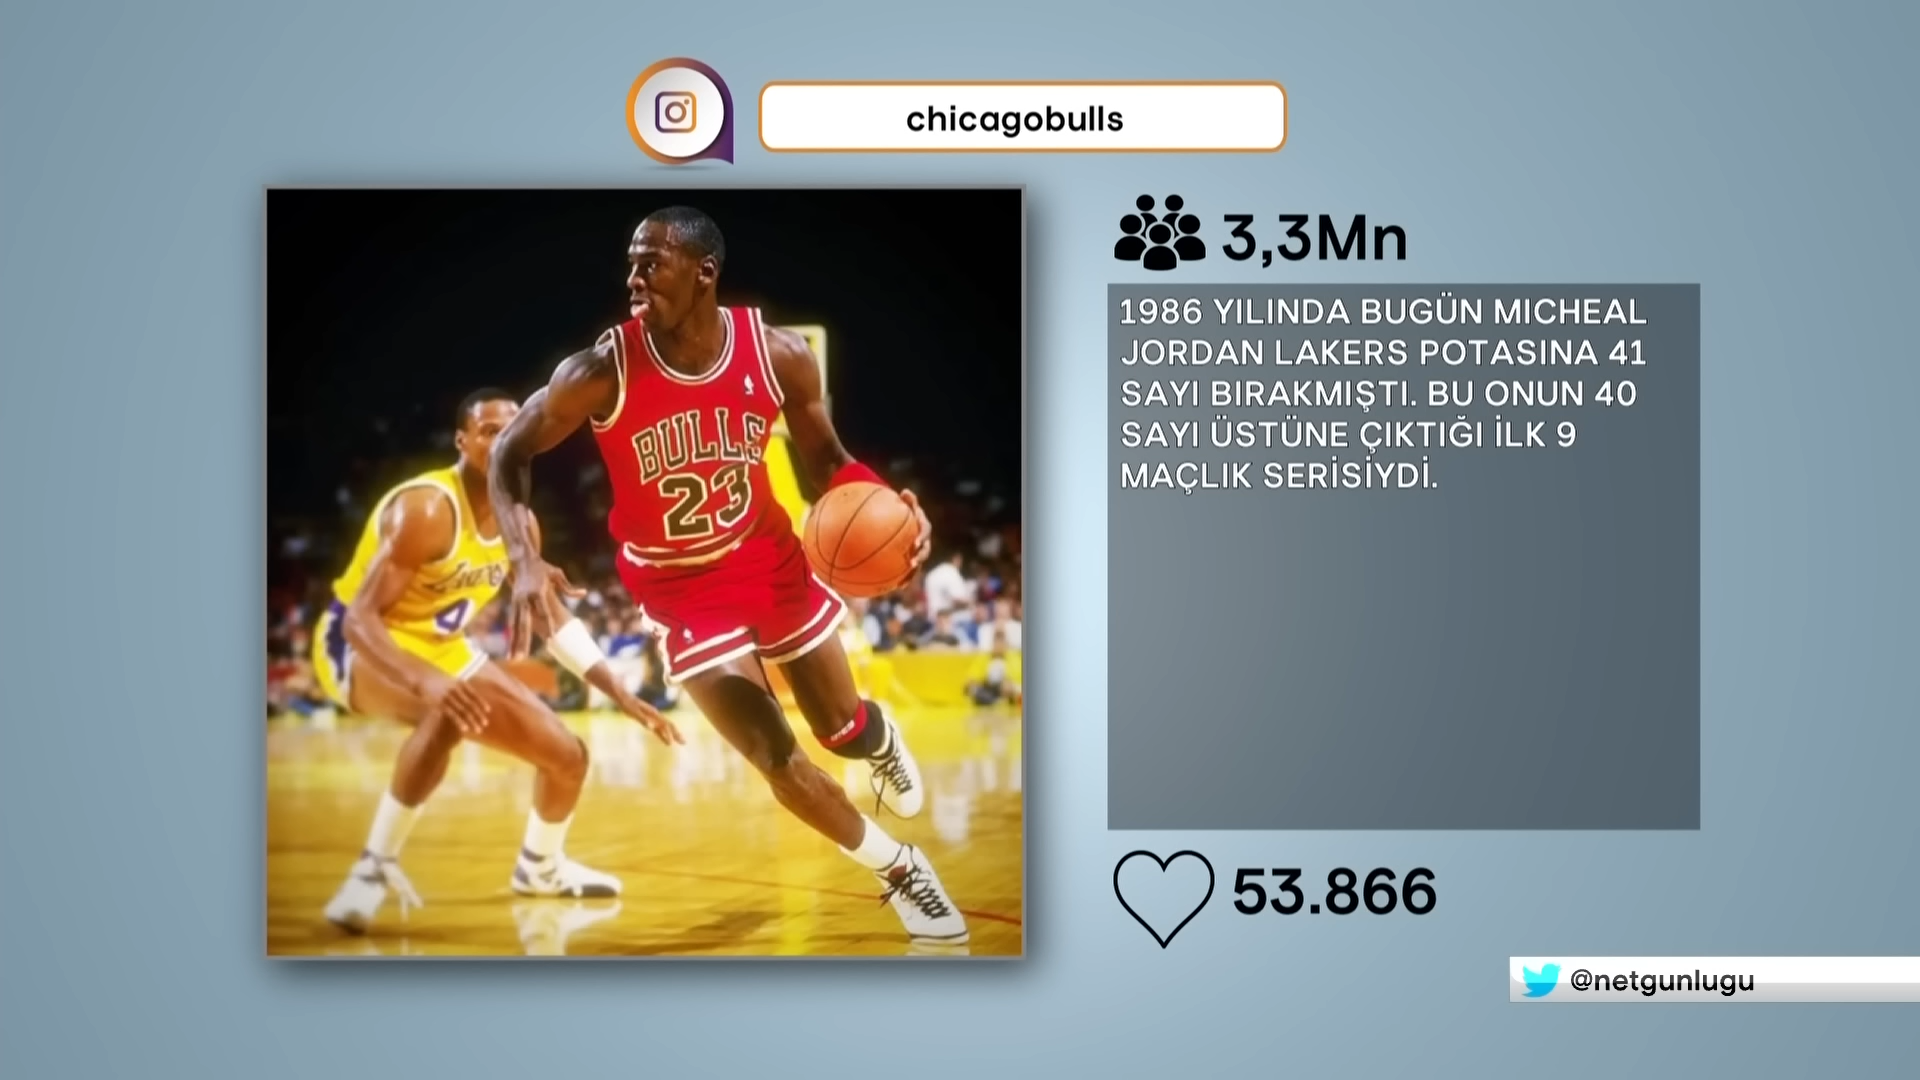 chicagobulls
3,3Mn
1986 YILINDA BUGÜN MICHEAL
JORDAN LAKERS POTASINA 41
SAYI BIRAKMIŞTI. BU ONUN 40
SAYI ÜSTÜNE ÇIKTIĞI İLK 9
MAÇLIK SERİSİYDİ.
BULLS
23
4
53.866
@netgunlugu